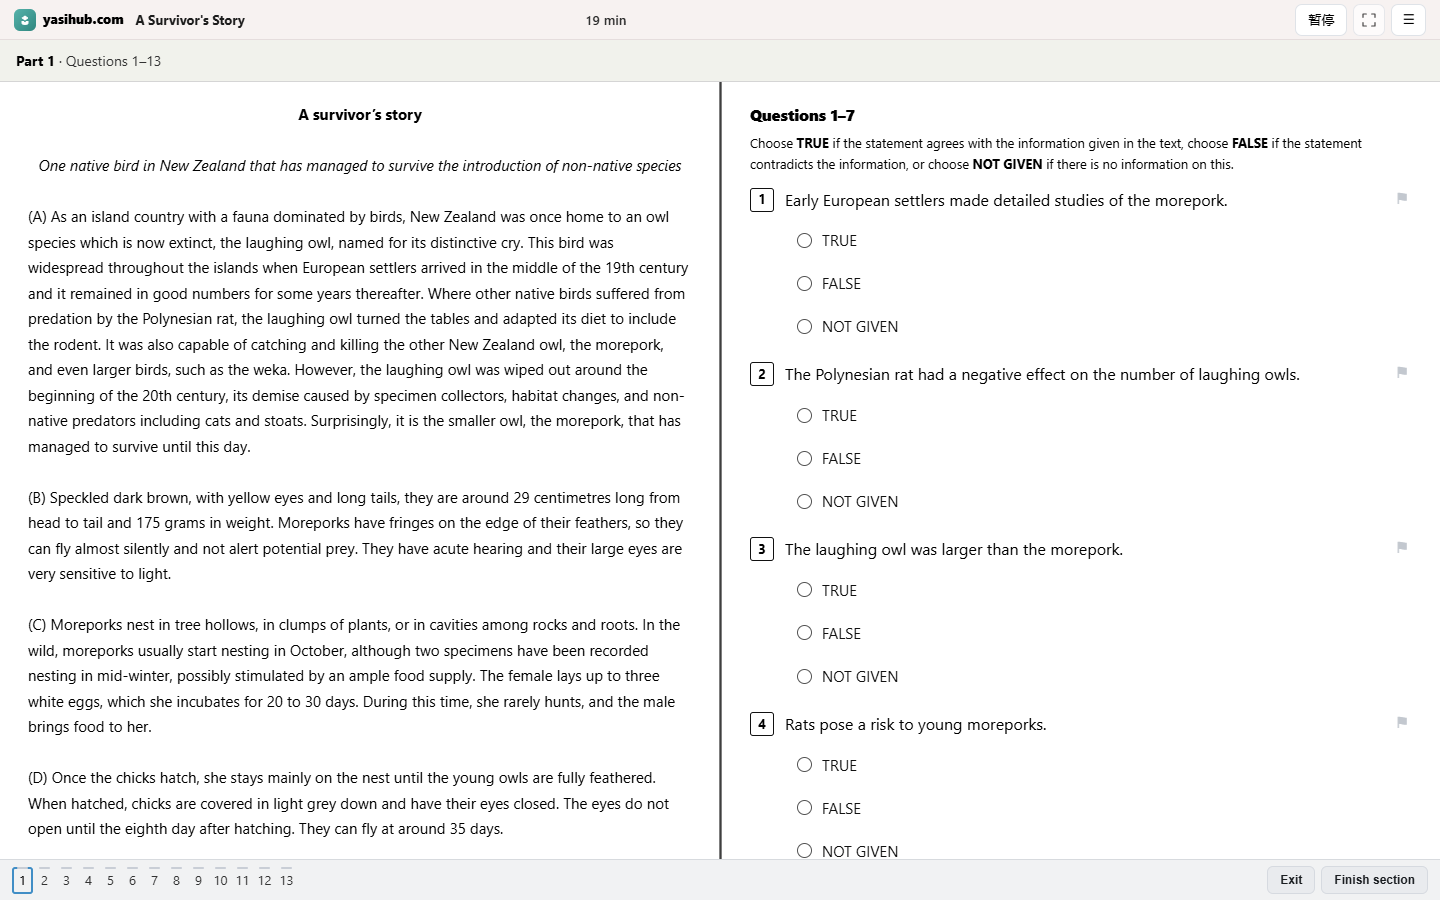 yasihub.com A Survivor's Story 19 min 暂停 ☰
Part 1 · Questions 1–13
A survivor’s story
One native bird in New Zealand that has managed to survive the introduction of non-native species
(A) As an island country with a fauna dominated by birds, New Zealand was once home to an owl
species which is now extinct, the laughing owl, named for its distinctive cry. This bird was
widespread throughout the islands when European settlers arrived in the middle of the 19th century
and it remained in good numbers for some years thereafter. Where other native birds suffered from
predation by the Polynesian rat, the laughing owl turned the tables and adapted its diet to include
the rodent. It was also capable of catching and killing the other New Zealand owl, the morepork,
and even larger birds, such as the weka. However, the laughing owl was wiped out around the
beginning of the 20th century, its demise caused by specimen collectors, habitat changes, and non-
native predators including cats and stoats. Surprisingly, it is the smaller owl, the morepork, that has
managed to survive until this day.
(B) Speckled dark brown, with yellow eyes and long tails, they are around 29 centimetres long from
head to tail and 175 grams in weight. Moreporks have fringes on the edge of their feathers, so they
can fly almost silently and not alert potential prey. They have acute hearing and their large eyes are
very sensitive to light.
(C) Moreporks nest in tree hollows, in clumps of plants, or in cavities among rocks and roots. In the
wild, moreporks usually start nesting in October, although two specimens have been recorded
nesting in mid-winter, possibly stimulated by an ample food supply. The female lays up to three
white eggs, which she incubates for 20 to 30 days. During this time, she rarely hunts, and the male
brings food to her.
(D) Once the chicks hatch, she stays mainly on the nest until the young owls are fully feathered.
When hatched, chicks are covered in light grey down and have their eyes closed. The eyes do not
open until the eighth day after hatching. They can fly at around 35 days.
Questions 1–7
Choose TRUE if the statement agrees with the information given in the text, choose FALSE if the statement
contradicts the information, or choose NOT GIVEN if there is no information on this.
1 Early European settlers made detailed studies of the morepork.
TRUE
FALSE
NOT GIVEN
2 The Polynesian rat had a negative effect on the number of laughing owls.
TRUE
FALSE
NOT GIVEN
3 The laughing owl was larger than the morepork.
TRUE
FALSE
NOT GIVEN
4 Rats pose a risk to young moreporks.
TRUE
FALSE
NOT GIVEN
1 2 3 4 5 6 7 8 9 10 11 12 13 Exit Finish section